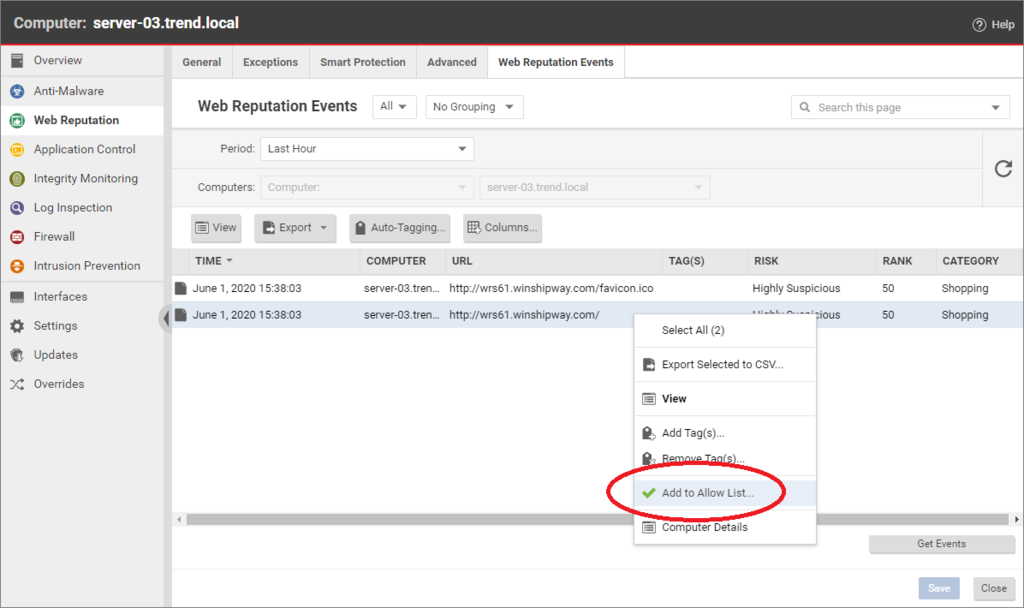 Computer: server-03.trend.local
Help
Overview
Anti-Malware
Web Reputation
Application Control
Integrity Monitoring
Log Inspection
Firewall
Intrusion Prevention
Interfaces
Settings
Updates
Overrides
General Exceptions Smart Protection Advanced Web Reputation Events
Web Reputation Events All No Grouping Search this page
Period: Last Hour
Computers: Computer: server-03.trend.local
View Export Auto-Tagging... Columns...
TIME COMPUTER URL TAG(S) RISK RANK CATEGORY
June 1, 2020 15:38:03 server-03.tren... http://wrs61.winshipway.com/favicon.ico Highly Suspicious 50 Shopping
June 1, 2020 15:38:03 server-03.tren... http://wrs61.winshipway.com/ Highly Suspicious 50 Shopping
Select All (2)
Export Selected to CSV...
View
Add Tag(s)...
Remove Tag(s)...
Add to Allow List...
Computer Details
Get Events
Save Close